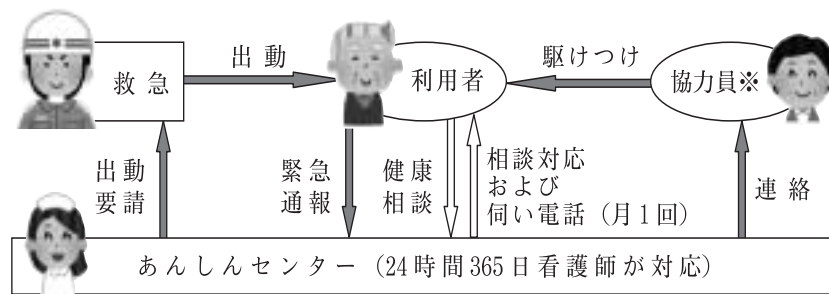 出動
駆けつけ
救急
利用者
協力員※
出動
要請
緊急
通報
健康
相談
相談対応
および
伺い電話（月1回）
連絡
あんしんセンター（24時間365日看護師が対応）